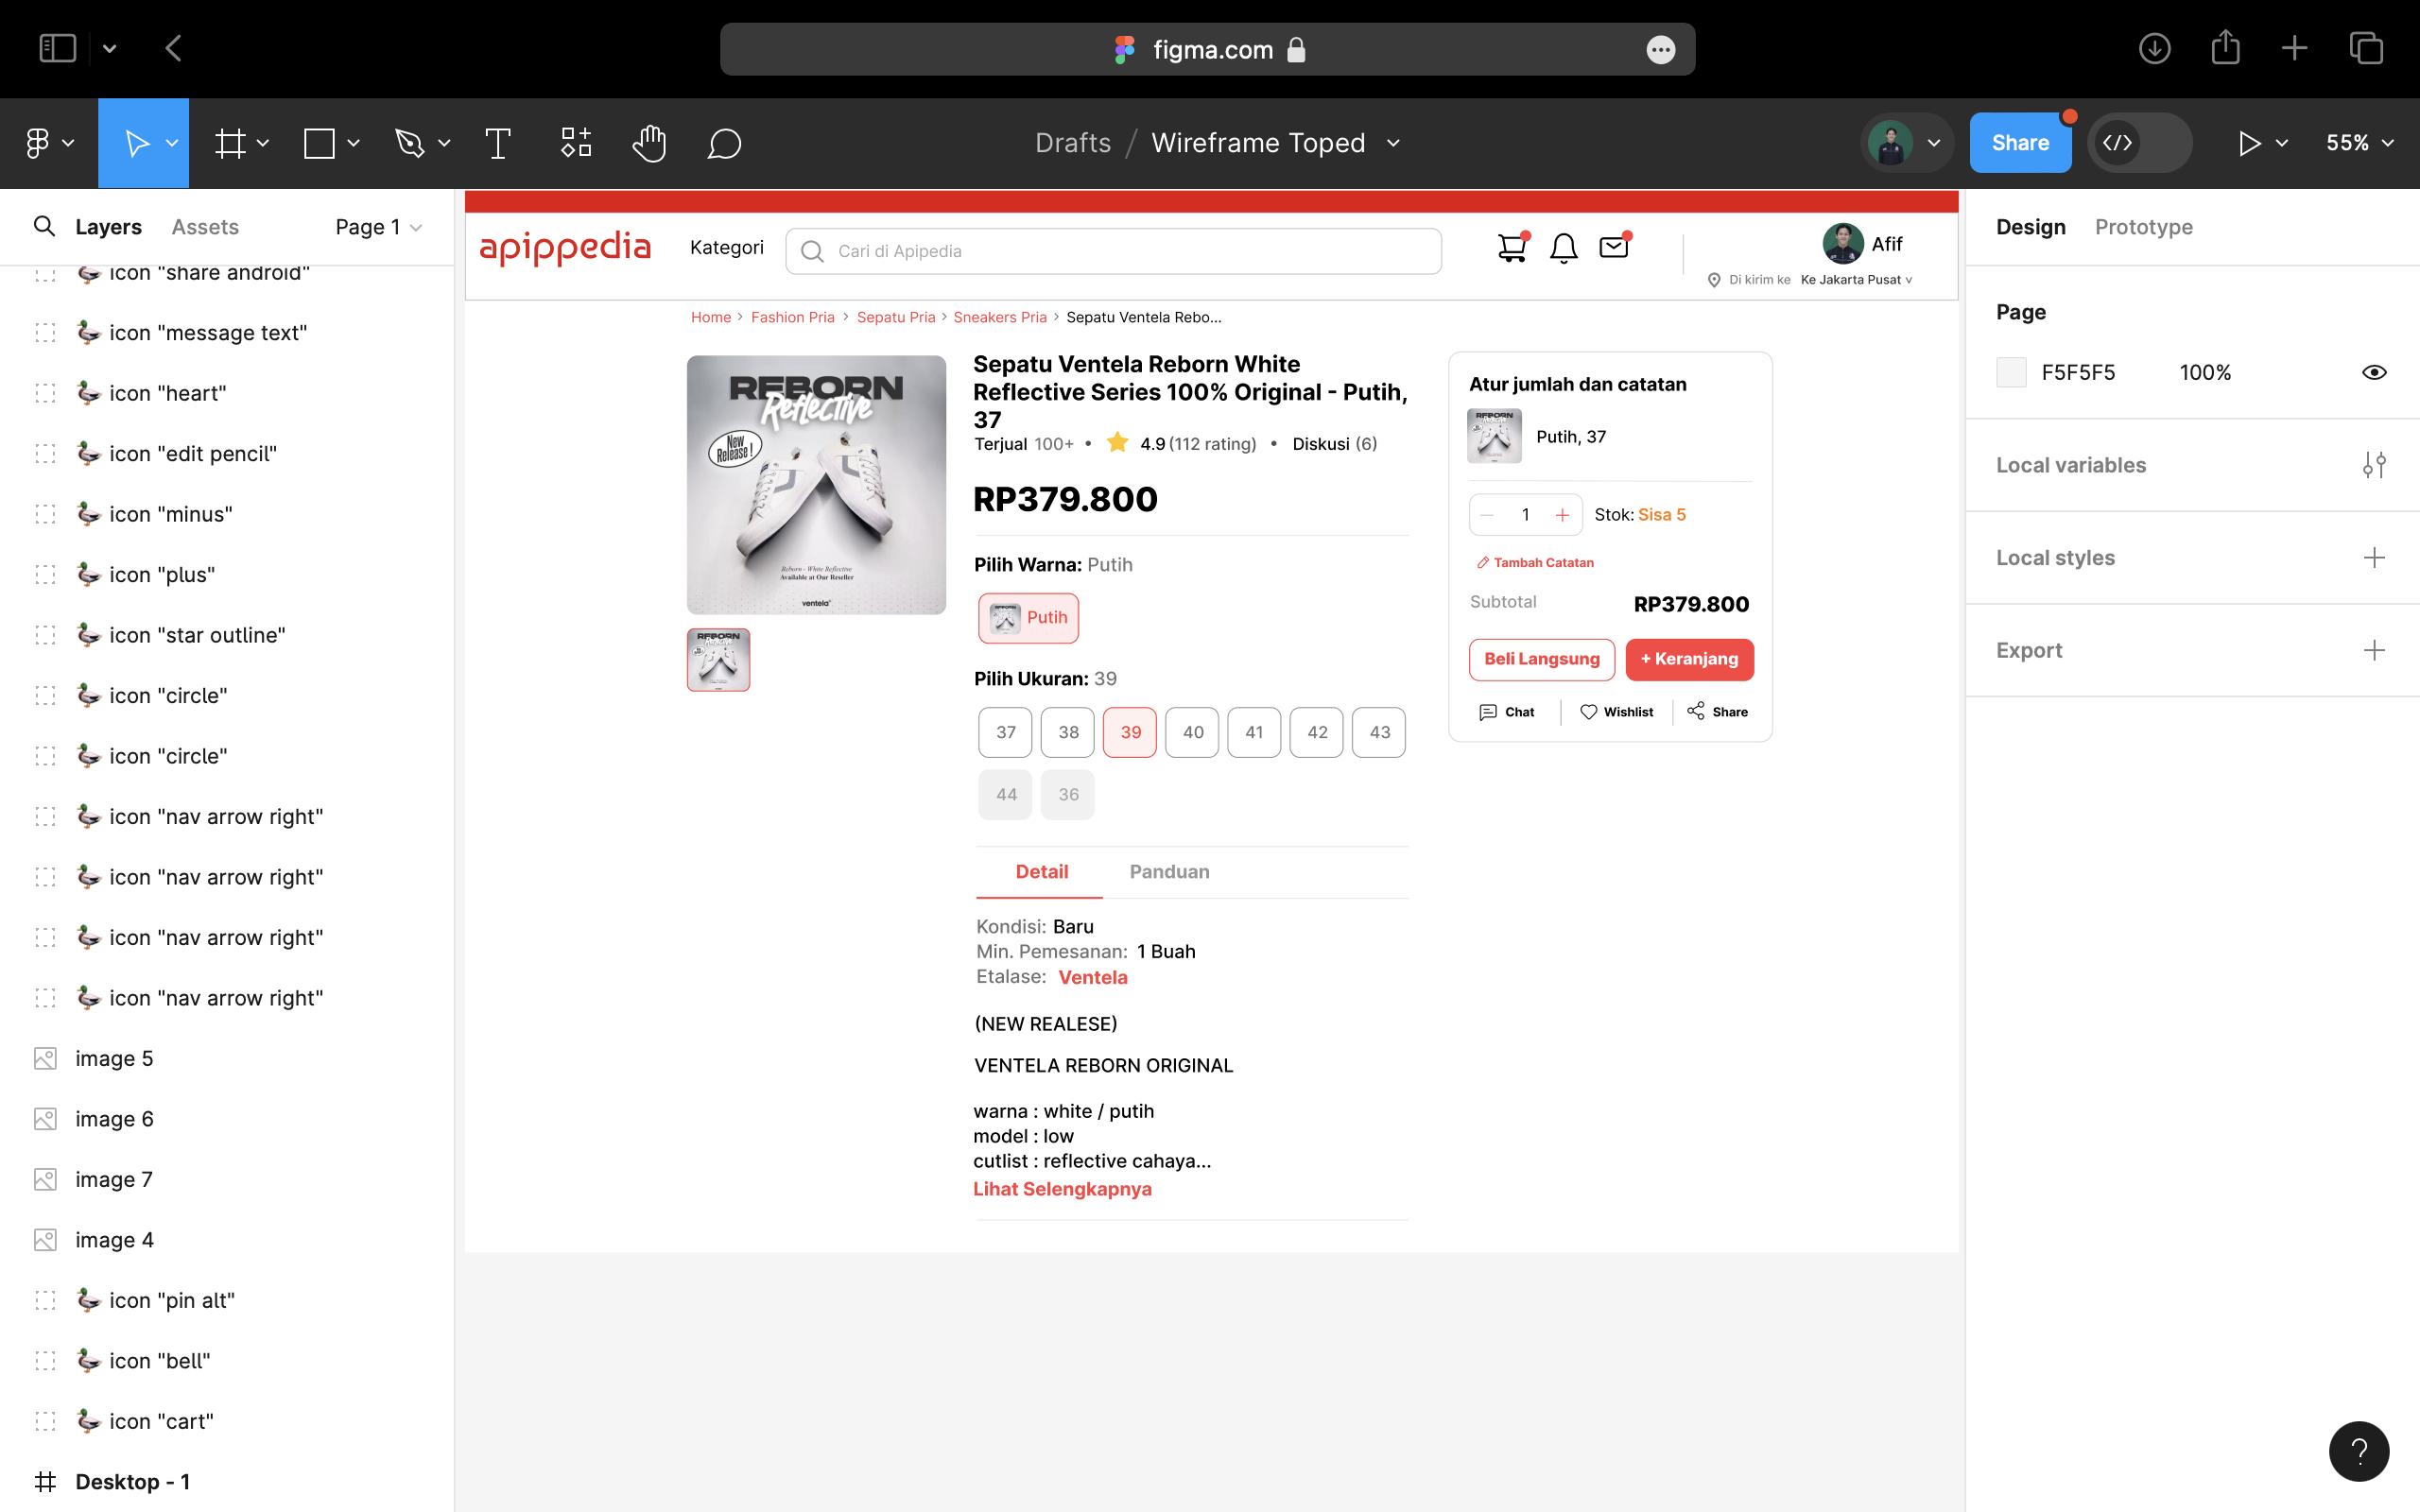 figma.com
Drafts / Wireframe Toped
Share
55%
Layers Assets Page 1
icon "share android"
icon "message text"
icon "heart"
icon "edit pencil"
icon "minus"
icon "plus"
icon "star outline"
icon "circle"
icon "circle"
icon "nav arrow right"
icon "nav arrow right"
icon "nav arrow right"
icon "nav arrow right"
image 5
image 6
image 7
image 4
icon "pin alt"
icon "bell"
icon "cart"
Desktop - 1
apippedia
Kategori
Cari di Apipedia
Afif
Di kirim ke Ke Jakarta Pusat v
Home > Fashion Pria > Sepatu Pria > Sneakers Pria > Sepatu Ventela Rebo...
REBORN
Reflective
New
Release!
Reborn - White Reflective
Available at Our Reseller
ventela
Sepatu Ventela Reborn White
Reflective Series 100% Original - Putih,
37
Terjual 100+ • 4.9 (112 rating) • Diskusi (6)
RP379.800
Pilih Warna: Putih
Putih
Pilih Ukuran: 39
37 38 39 40 41 42 43
44 36
Detail Panduan
Kondisi: Baru
Min. Pemesanan: 1 Buah
Etalase: Ventela
(NEW REALESE)
VENTELA REBORN ORIGINAL
warna : white / putih
model : low
cutlist : reflective cahaya...
Lihat Selengkapnya
Atur jumlah dan catatan
Putih, 37
1
Stok: Sisa 5
Tambah Catatan
Subtotal RP379.800
Beli Langsung + Keranjang
Chat Wishlist Share
Design Prototype
Page
F5F5F5 100%
Local variables
Local styles
Export
?